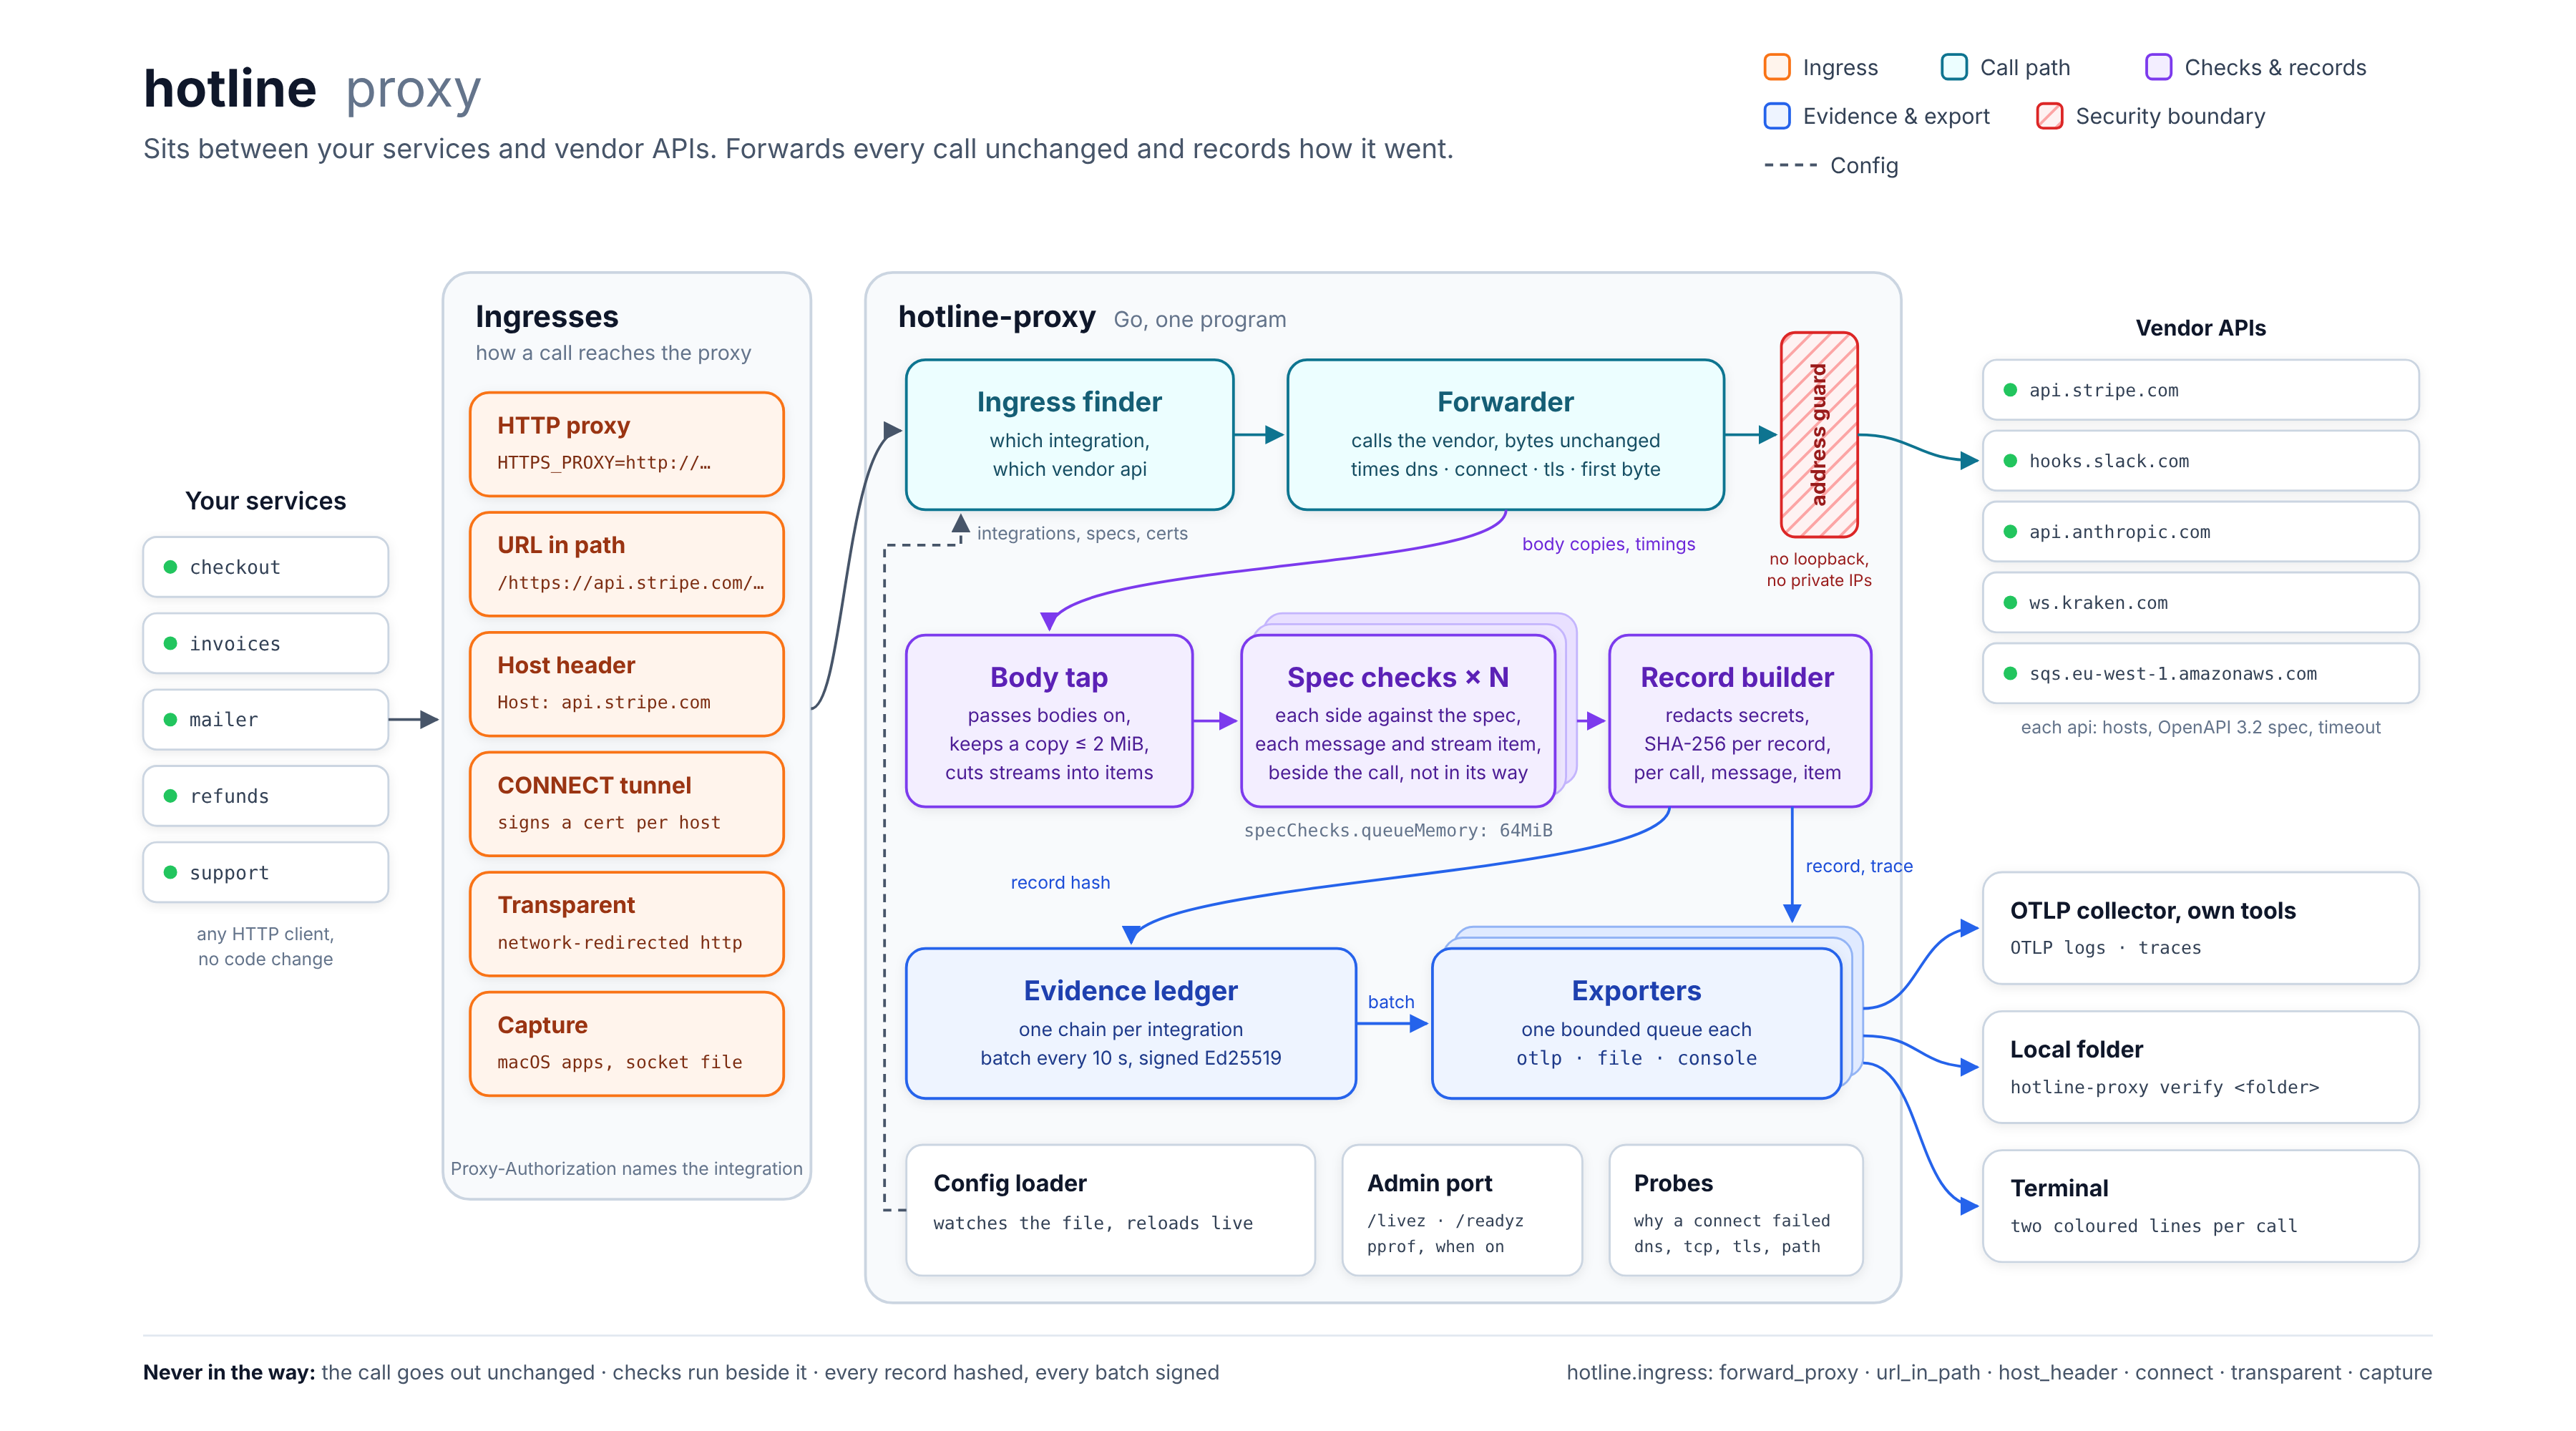 hotline proxy
Sits between your services and vendor APIs. Forwards every call unchanged and records how it went.
Ingress
Call path
Checks & records
Evidence & export
Security boundary
Config
Your services
checkout
invoices
mailer
refunds
support
any HTTP client,
no code change
Ingresses
how a call reaches the proxy
HTTP proxy
HTTPS_PROXY=http://…
URL in path
/https://api.stripe.com/…
Host header
Host: api.stripe.com
CONNECT tunnel
signs a cert per host
Transparent
network-redirected http
Capture
macOS apps, socket file
Proxy-Authorization names the integration
hotline-proxy Go, one program
Ingress finder
which integration,
which vendor api
Forwarder
calls the vendor, bytes unchanged
times dns · connect · tls · first byte
address guard
no loopback,
no private IPs
integrations, specs, certs
body copies, timings
Body tap
passes bodies on,
keeps a copy ≤ 2 MiB,
cuts streams into items
Spec checks × N
each side against the spec,
each message and stream item,
beside the call, not in its way
specChecks.queueMemory: 64MiB
Record builder
redacts secrets,
SHA-256 per record,
per call, message, item
record hash
record, trace
Evidence ledger
one chain per integration
batch every 10 s, signed Ed25519
batch
Exporters
one bounded queue each
otlp · file · console
Config loader
watches the file, reloads live
Admin port
/livez · /readyz
pprof, when on
Probes
why a connect failed
dns, tcp, tls, path
Vendor APIs
api.stripe.com
hooks.slack.com
api.anthropic.com
ws.kraken.com
sqs.eu-west-1.amazonaws.com
each api: hosts, OpenAPI 3.2 spec, timeout
OTLP collector, own tools
OTLP logs · traces
Local folder
hotline-proxy verify <folder>
Terminal
two coloured lines per call
Never in the way: the call goes out unchanged · checks run beside it · every record hashed, every batch signed
hotline.ingress: forward_proxy · url_in_path · host_header · connect · transparent · capture